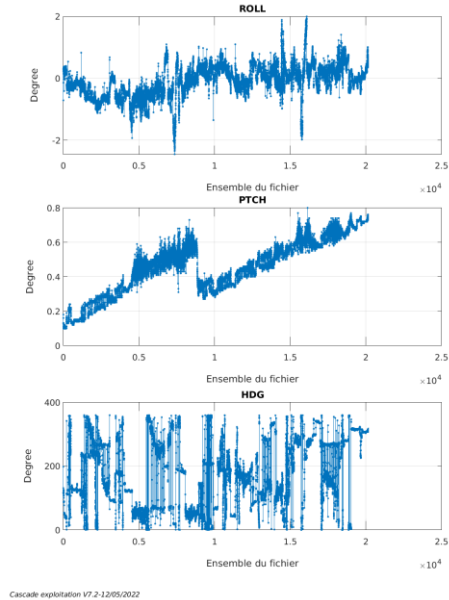 ROLL
2
0
-2
Degree
0 0.5 1 1.5 2 2.5
Ensemble du fichier
×10⁴
PTCH
0.8
0.6
0.4
0.2
0
Degree
0 0.5 1 1.5 2 2.5
Ensemble du fichier
×10⁴
HDG
400
200
0
Degree
0 0.5 1 1.5 2 2.5
Ensemble du fichier
×10⁴
Cascade exploitation V7.2-12/05/2022